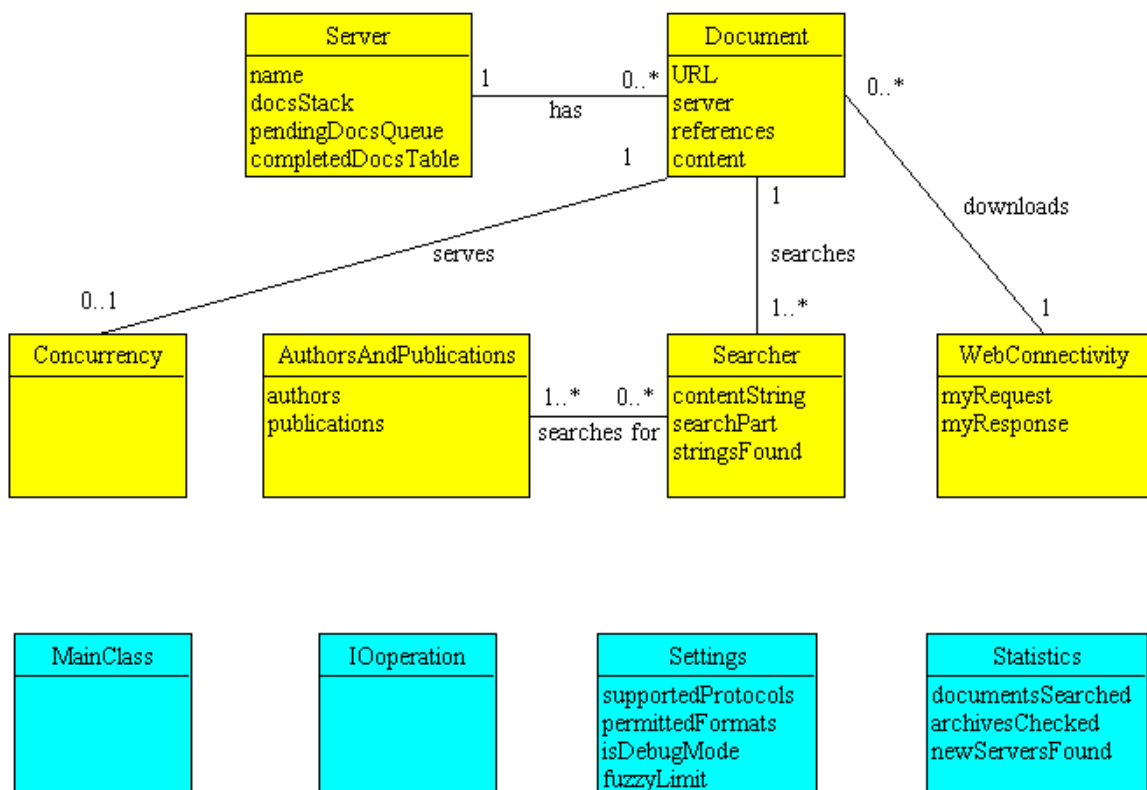 Server
name
docsStack
pendingDocsQueue
completedDocsTable
1
0..*
has
Document
URL
server
references
content
0..*
downloads
1
1
serves
0..1
1
searches
1..*
Concurrency
AuthorsAndPublications
authors
publications
1..*
0..*
searches for
Searcher
contentString
searchPart
stringsFound
WebConnectivity
myRequest
myResponse
MainClass
IOoperation
Settings
supportedProtocols
permittedFormats
isDebugMode
fuzzyLimit
Statistics
documentsSearched
archivesChecked
newServersFound